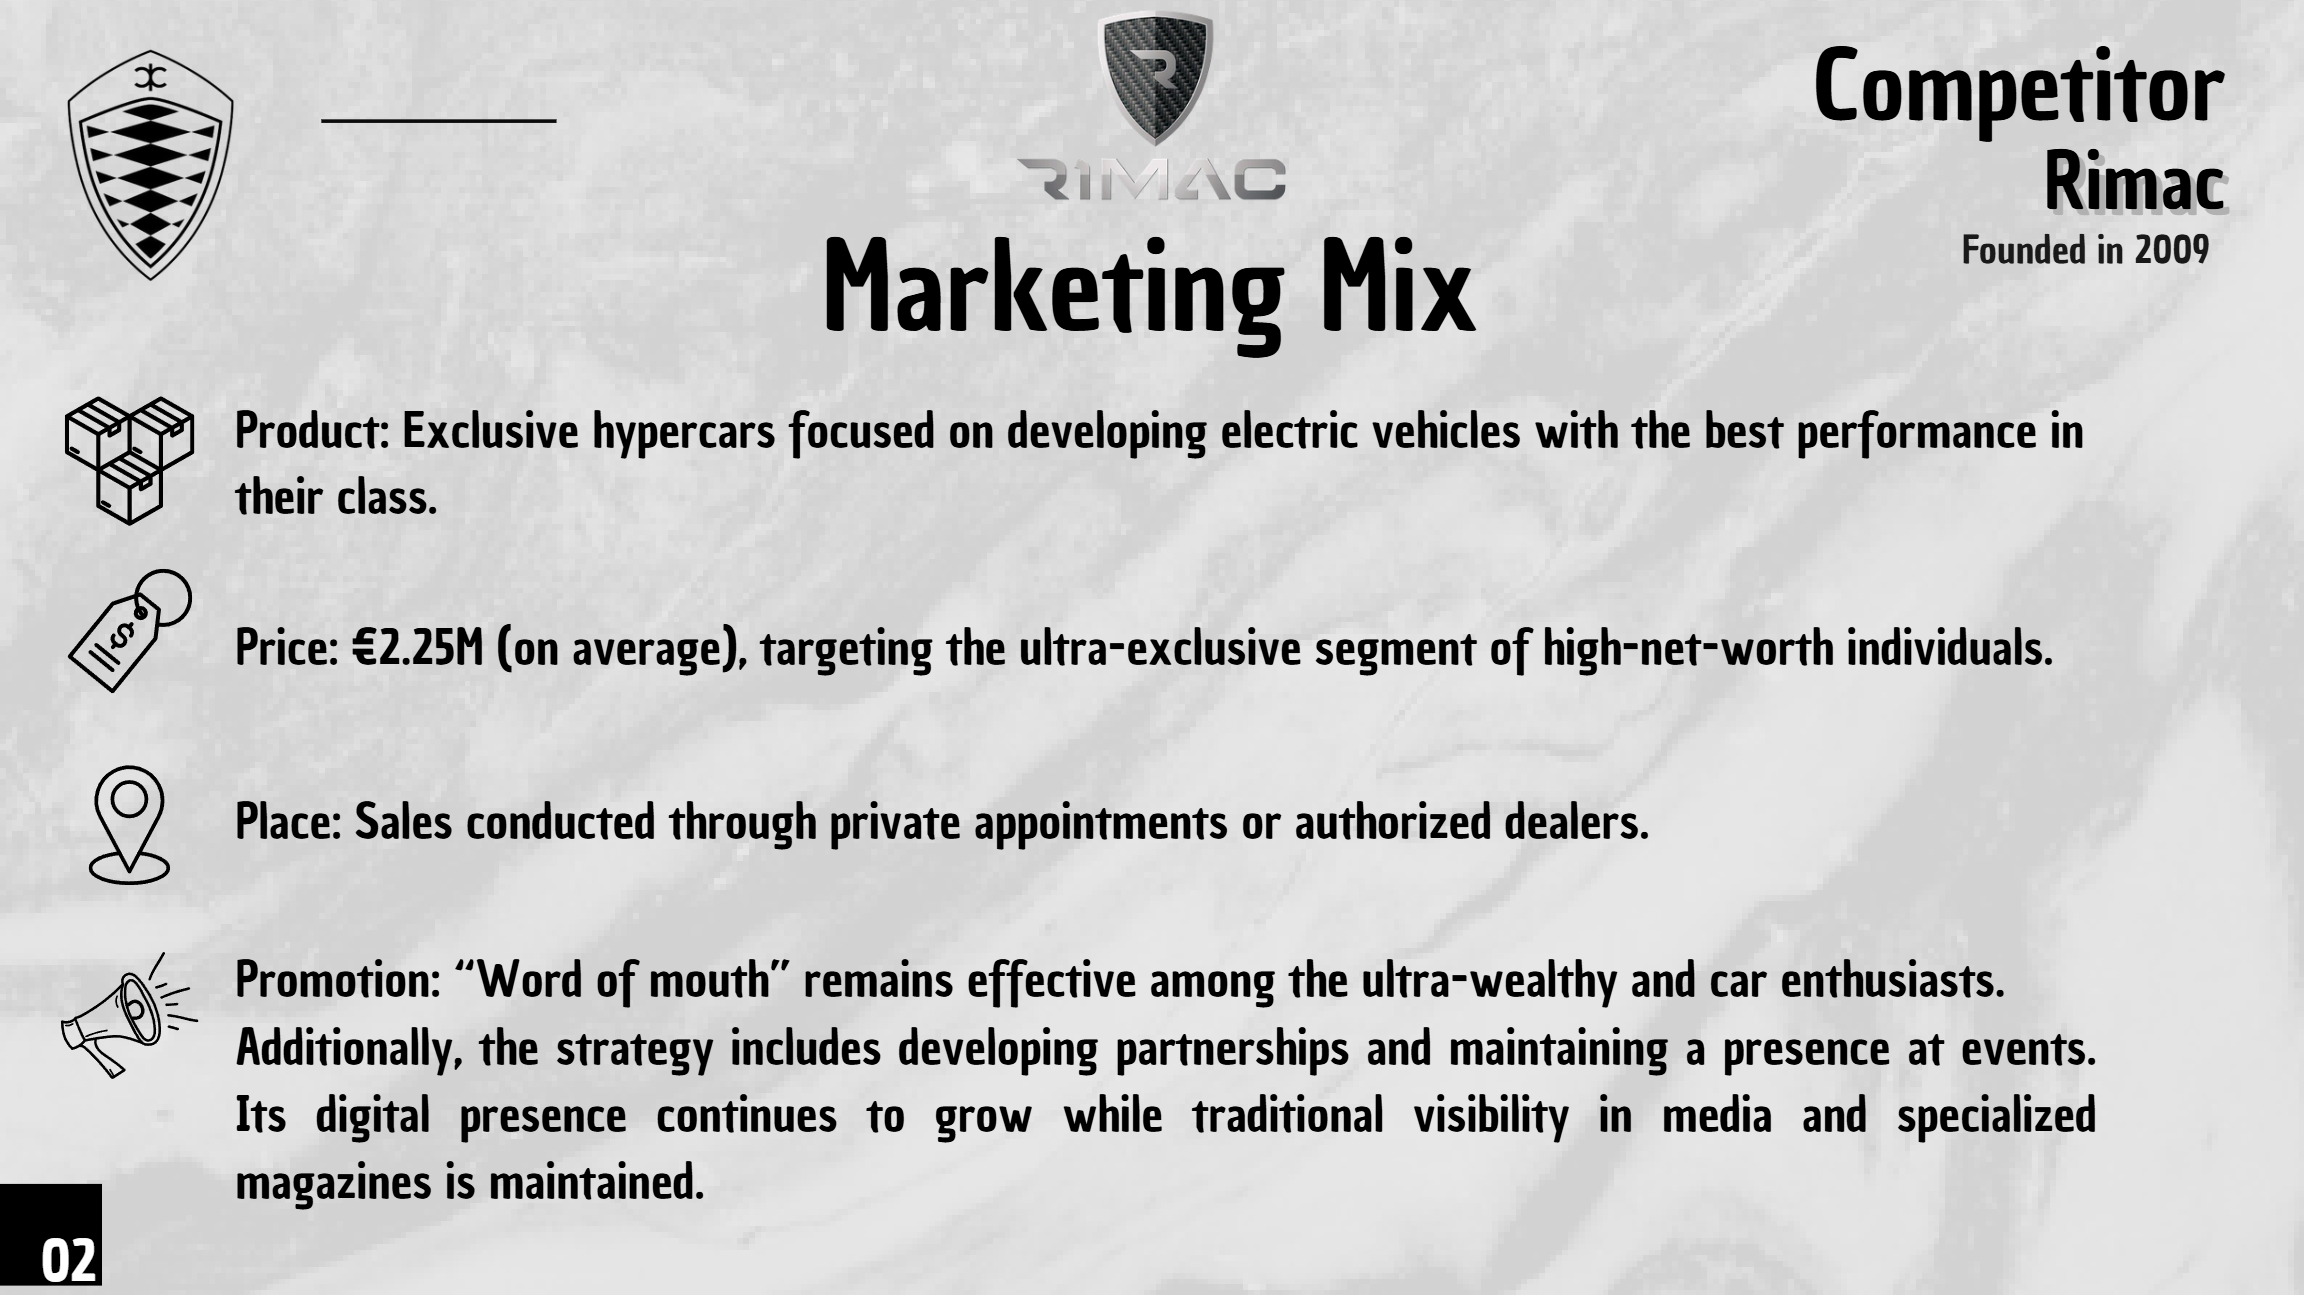 R
RIMAC
Competitor
Rimac
Founded in 2009
Marketing Mix
Product: Exclusive hypercars focused on developing electric vehicles with the best performance in
their class.
$
Price: €2.25M (on average), targeting the ultra-exclusive segment of high-net-worth individuals.
Place: Sales conducted through private appointments or authorized dealers.
Promotion: “Word of mouth” remains effective among the ultra-wealthy and car enthusiasts.
Additionally, the strategy includes developing partnerships and maintaining a presence at events.
Its digital presence continues to grow while traditional visibility in media and specialized
magazines is maintained.
02